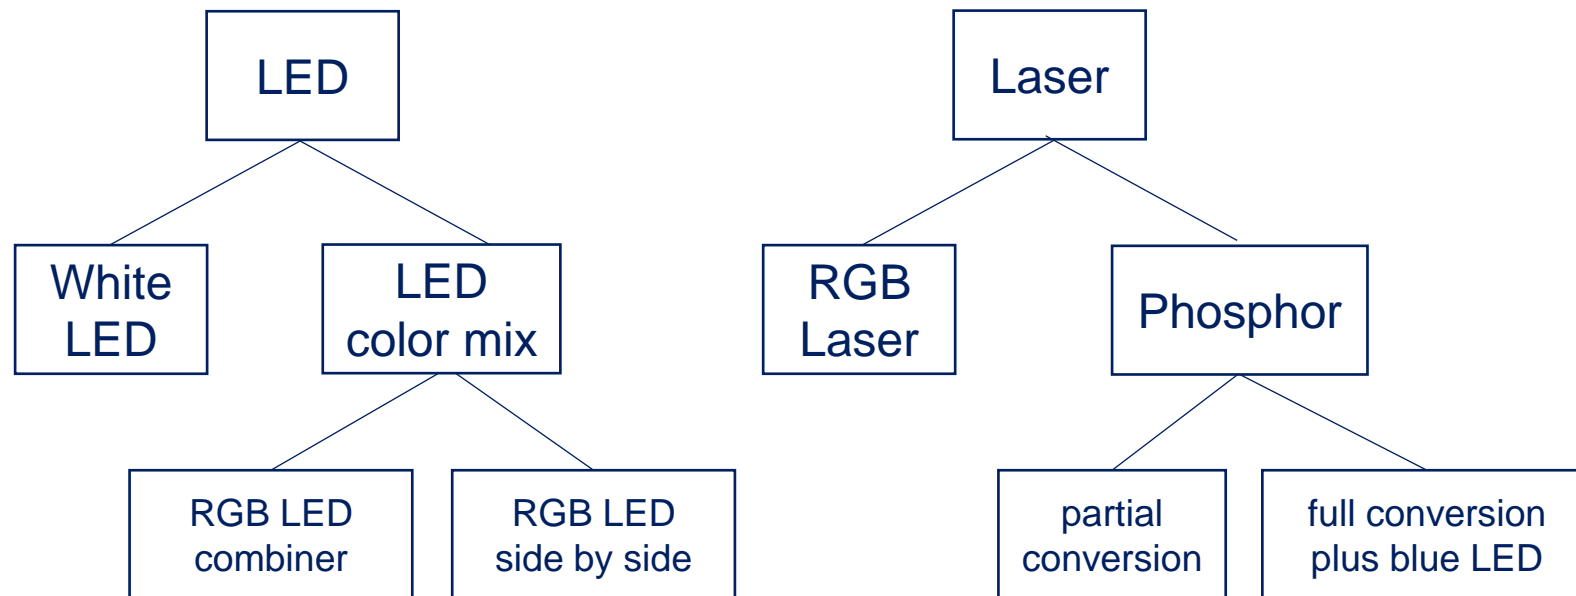 LED
Laser
White
LED
LED
color mix
RGB
Laser
Phosphor
RGB LED
combiner
RGB LED
side by side
partial
conversion
full conversion
plus blue LED